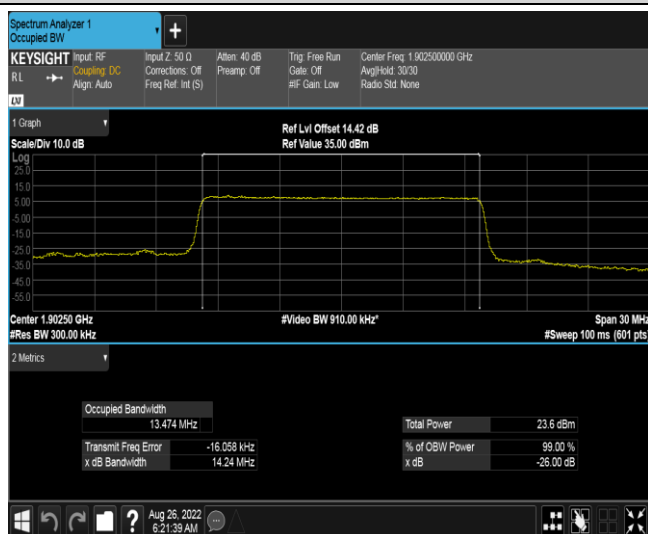 Spectrum Analyzer 1
Occupied BW
+
KEYSIGHT
RL
LXI
Input: RF
Coupling: DC
Align: Auto
Input Z: 50 Ω
Corrections: Off
Freq Ref: Int (S)
Atten: 40 dB
Preamp: Off
Trig: Free Run
Gate: Off
#IF Gain: Low
Center Freq: 1.902500000 GHz
Avg|Hold: 30/30
Radio Std: None
1 Graph
Scale/Div 10.0 dB
Ref Lvl Offset 14.42 dB
Ref Value 35.00 dBm
Log
25.0
15.0
5.00
-5.00
-15.0
-25.0
-35.0
-45.0
-55.0
Center 1.90250 GHz
#Res BW 300.00 kHz
#Video BW 910.00 kHz*
Span 30 MHz
#Sweep 100 ms (601 pts)
2 Metrics
Occupied Bandwidth
13.474 MHz
Transmit Freq Error -16.058 kHz
x dB Bandwidth 14.24 MHz
Total Power 23.6 dBm
% of OBW Power 99.00 %
x dB -26.00 dB
?
Aug 26, 2022
6:21:39 AM